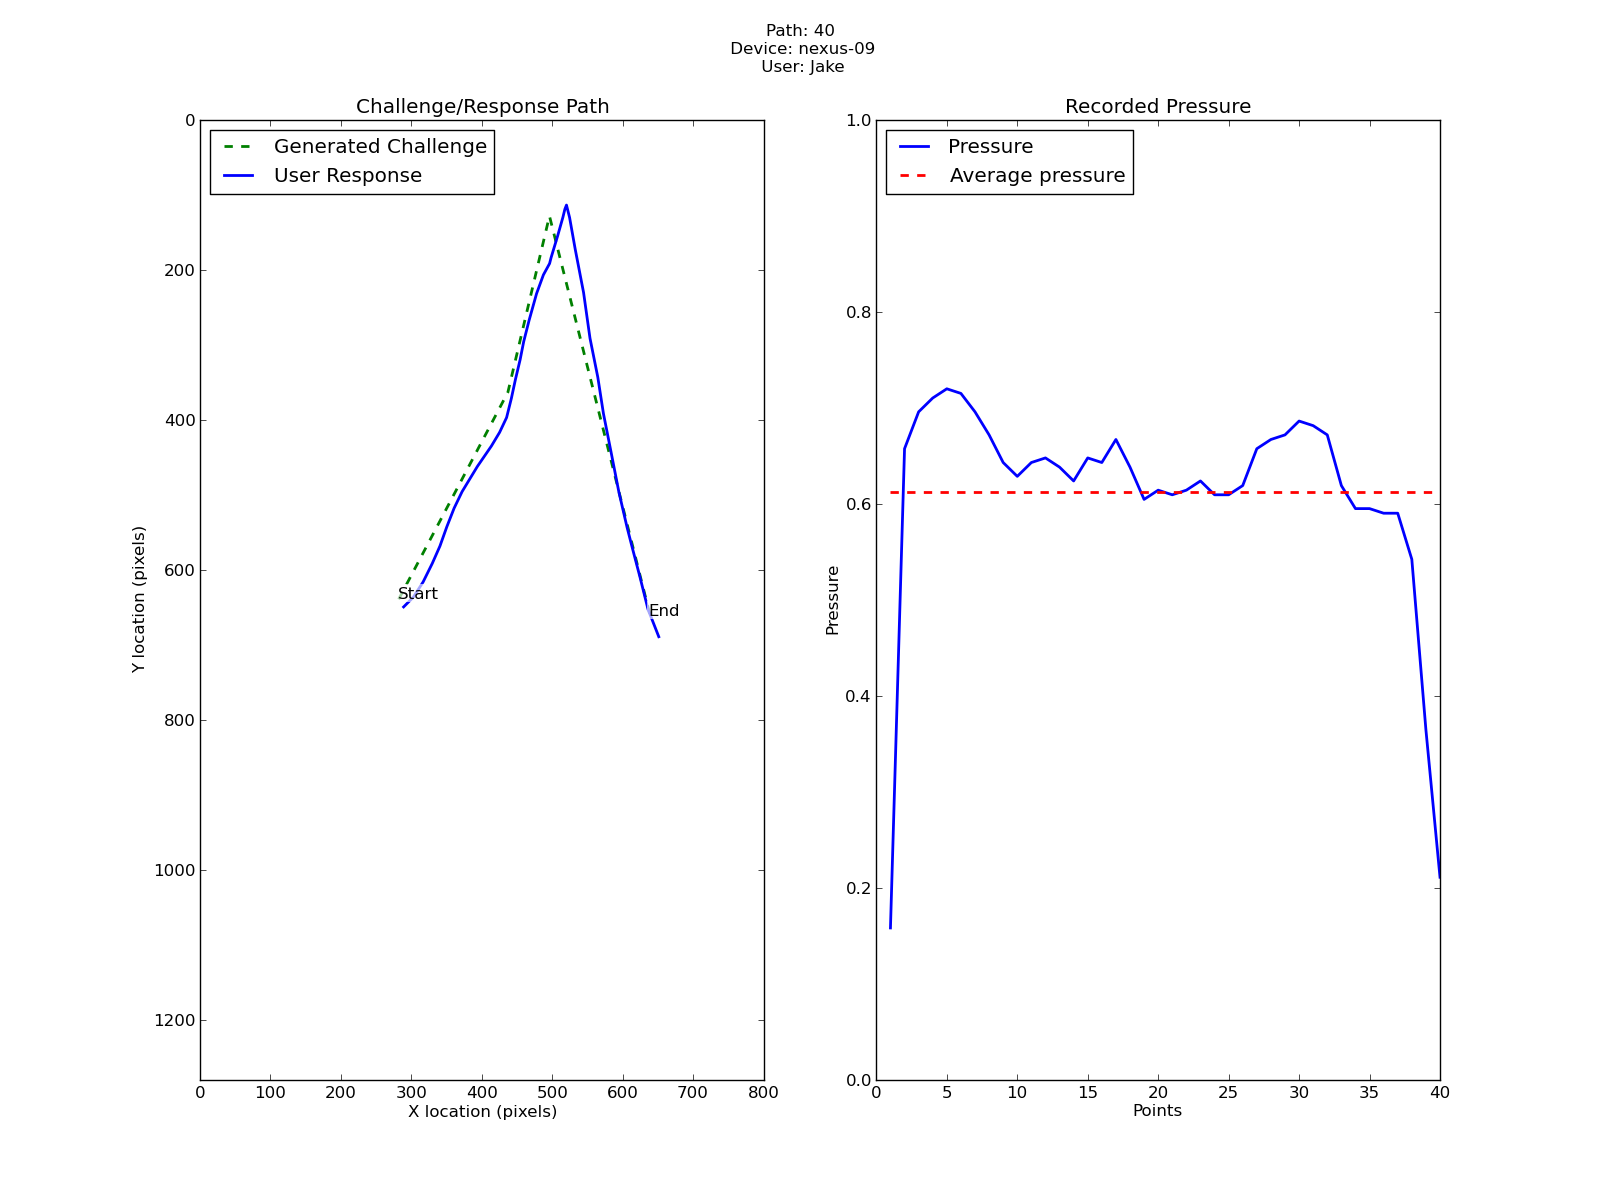 Path: 40
Device: nexus-09
User: Jake
Challenge/Response Path
Generated Challenge
User Response
0
200
400
600
800
1000
1200
Y location (pixels)
Start
End
0 100 200 300 400 500 600 700 800
X location (pixels)
Recorded Pressure
Pressure
Average pressure
1.0
0.8
0.6
0.4
0.2
0.0
Pressure
0 5 10 15 20 25 30 35 40
Points